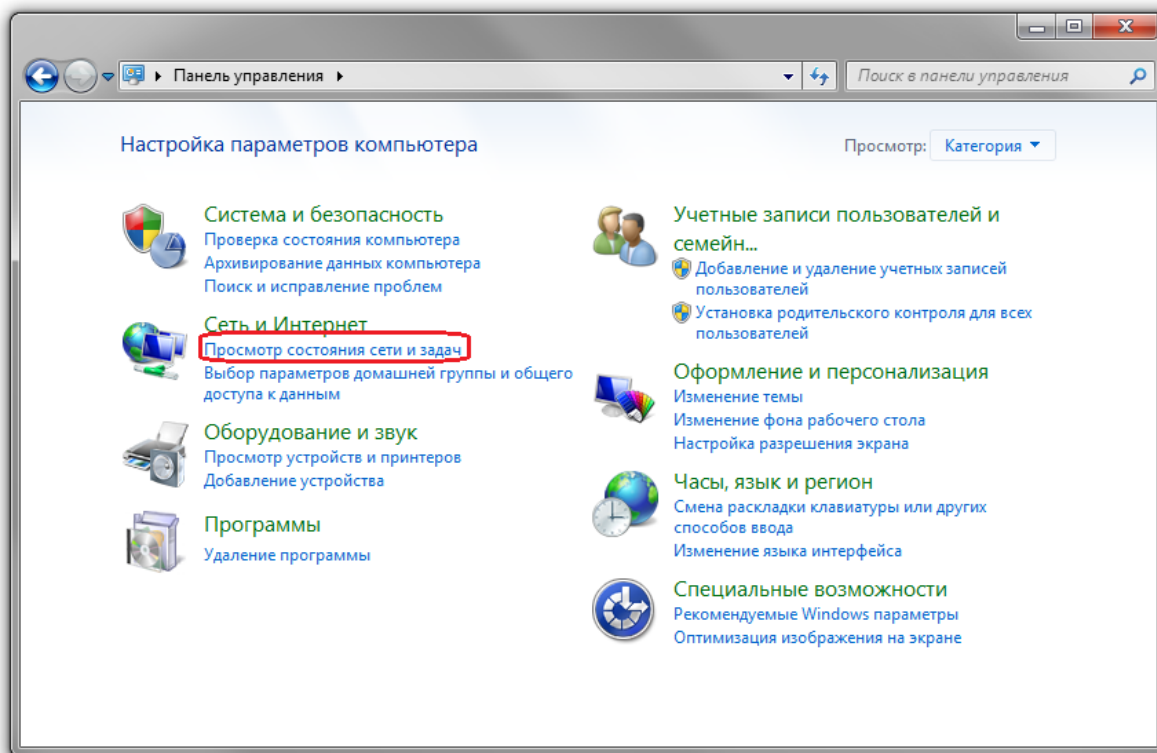 Панель управления
Поиск в панели управления
Настройка параметров компьютера
Просмотр: Категория
Система и безопасность
Проверка состояния компьютера
Архивирование данных компьютера
Поиск и исправление проблем
Сеть и Интернет
Просмотр состояния сети и задач
Выбор параметров домашней группы и общего
доступа к данным
Оборудование и звук
Просмотр устройств и принтеров
Добавление устройства
Программы
Удаление программы
Учетные записи пользователей и
семейн...
Добавление и удаление учетных записей
пользователей
Установка родительского контроля для всех
пользователей
Оформление и персонализация
Изменение темы
Изменение фона рабочего стола
Настройка разрешения экрана
Часы, язык и регион
Смена раскладки клавиатуры или других
способов ввода
Изменение языка интерфейса
Специальные возможности
Рекомендуемые Windows параметры
Оптимизация изображения на экране